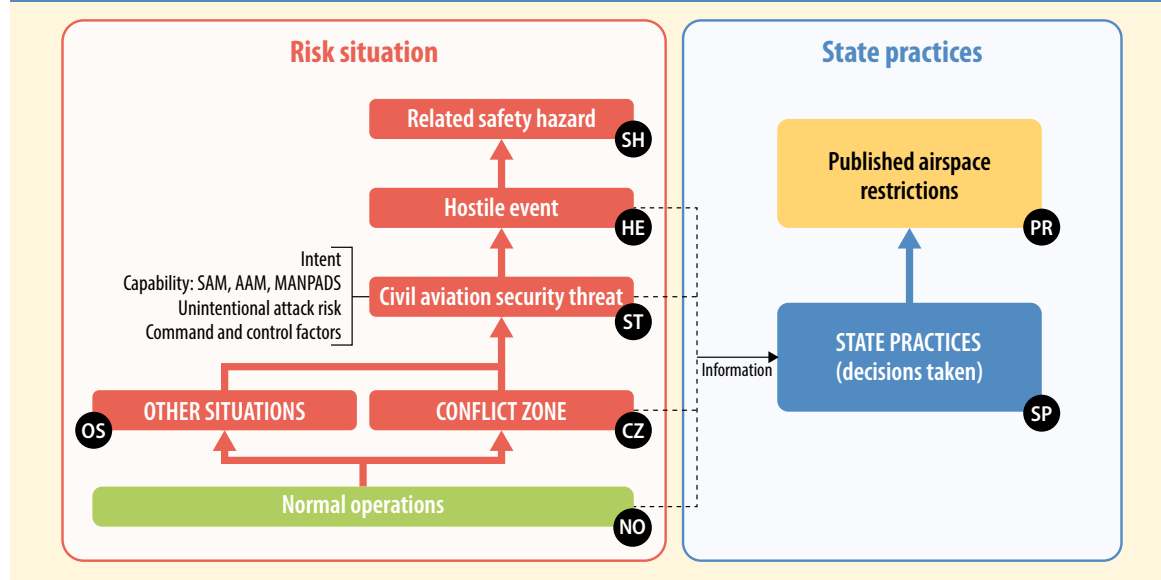 Risk situation
Related safety hazard
SH
Hostile event
HE
Intent
Capability: SAM, AAM, MANPADS
Unintentional attack risk
Command and control factors
Civil aviation security threat
ST
OTHER SITUATIONS
OS
CONFLICT ZONE
CZ
Normal operations
NO
Information
State practices
Published airspace
restrictions
PR
STATE PRACTICES
(decisions taken)
SP